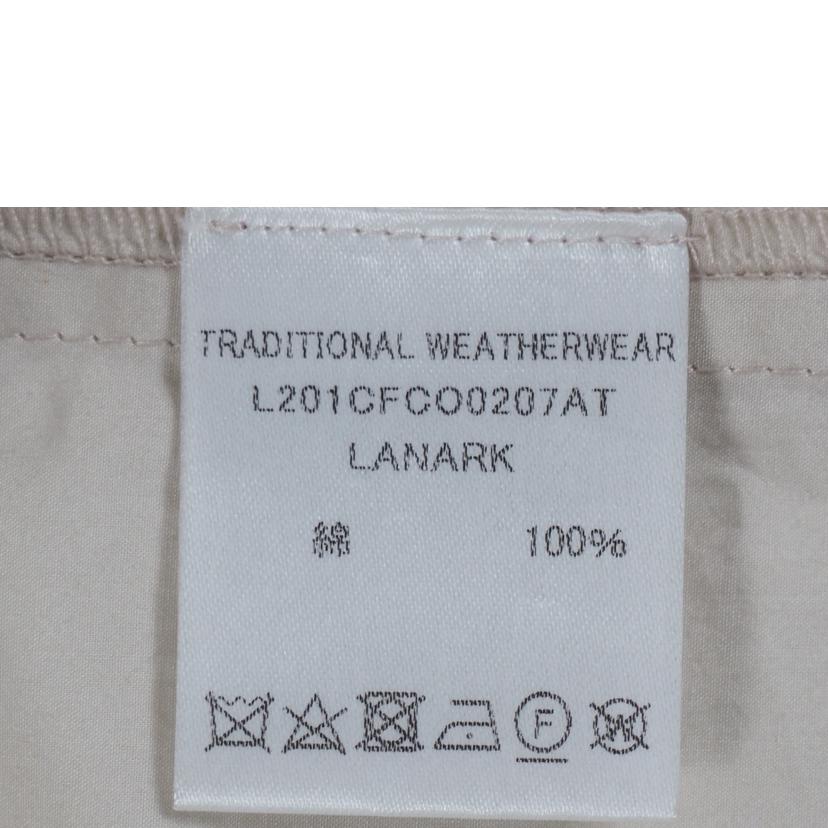 TRADITIONAL WEATHERWEAR
L201CFCO0207AT
LANARK
綿 100%
F W